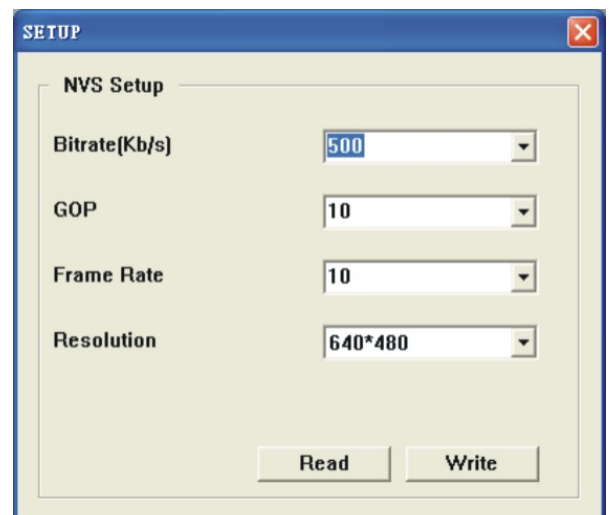 SETUP
NVS Setup
Bitrate(Kb/s) 500
GOP 10
Frame Rate 10
Resolution 640*480
Read Write